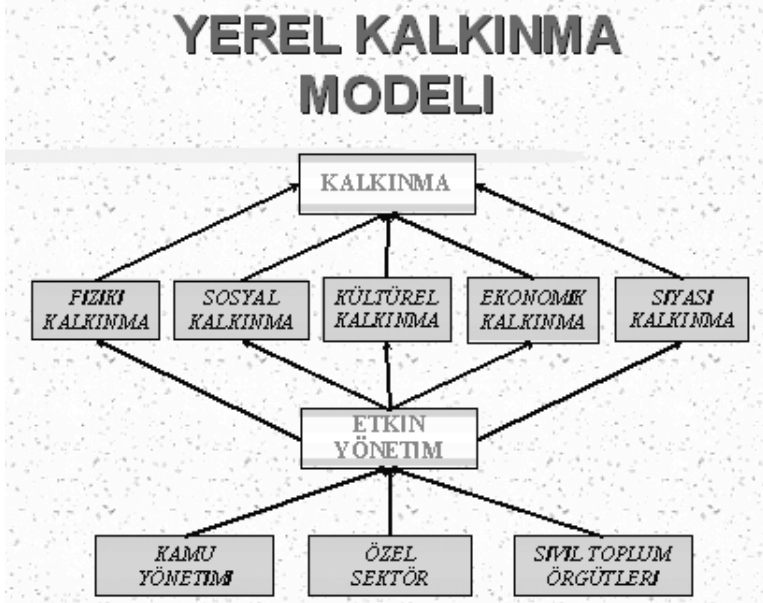 YEREL KALKINMA
MODELI
KALKINMA
FIZIKI
KALKINMA
SOSYAL
KALKINMA
KÜLTÜREL
KALKINMA
EKONOMIK
KALKINMA
SIYASI
KALKINMA
ETKIN
YÖNETIM
KAMU
YÖNETIMI
ÖZEL
SEKTÖR
SIVIL TOPLUM
ÖRGÜTLERI